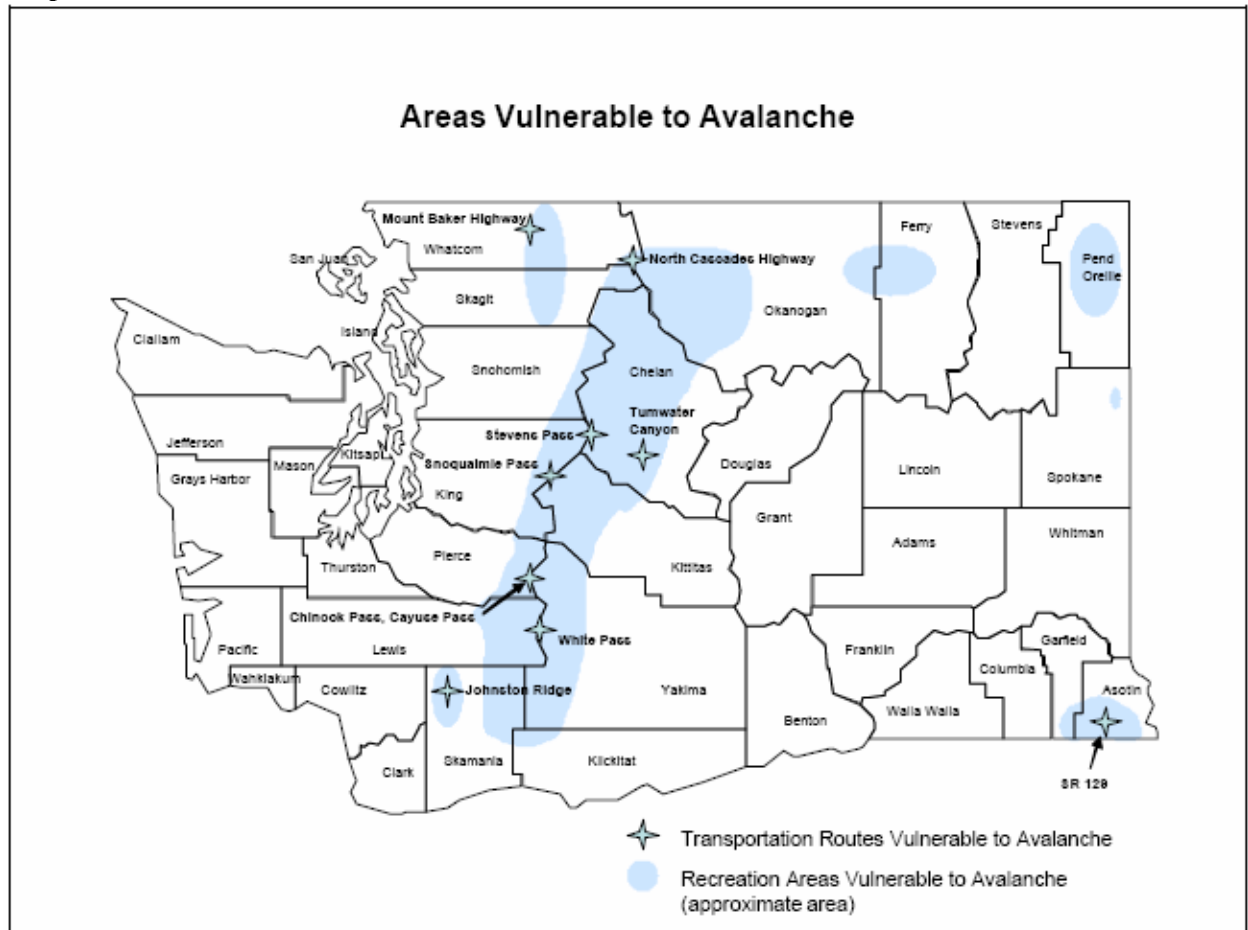 Areas Vulnerable to Avalanche
Mount Baker Highway
Whatcom
San Juan
North Cascades Highway
Ferry
Stevens
Pend
Oreille
Skagit
Okanogan
Island
Clallam
Snohomish
Chelan
Tumwater
Canyon
Stevens Pass
Jefferson
Kitsap
Snoqualmie Pass
Mason
Grays Harbor
King
Douglas
Lincoln
Spokane
Grant
Whitman
Adams
Pierce
Thurston
Kittitas
Chinook Pass, Cayuse Pass
White Pass
Pacific
Lewis
Franklin
Garfield
Columbia
Wahkiakum
Cowlitz
Johnston Ridge
Yakima
Asotin
Walla Walla
Benton
Clark
Skamania
Klickitat
SR 129
Transportation Routes Vulnerable to Avalanche
Recreation Areas Vulnerable to Avalanche
(approximate area)